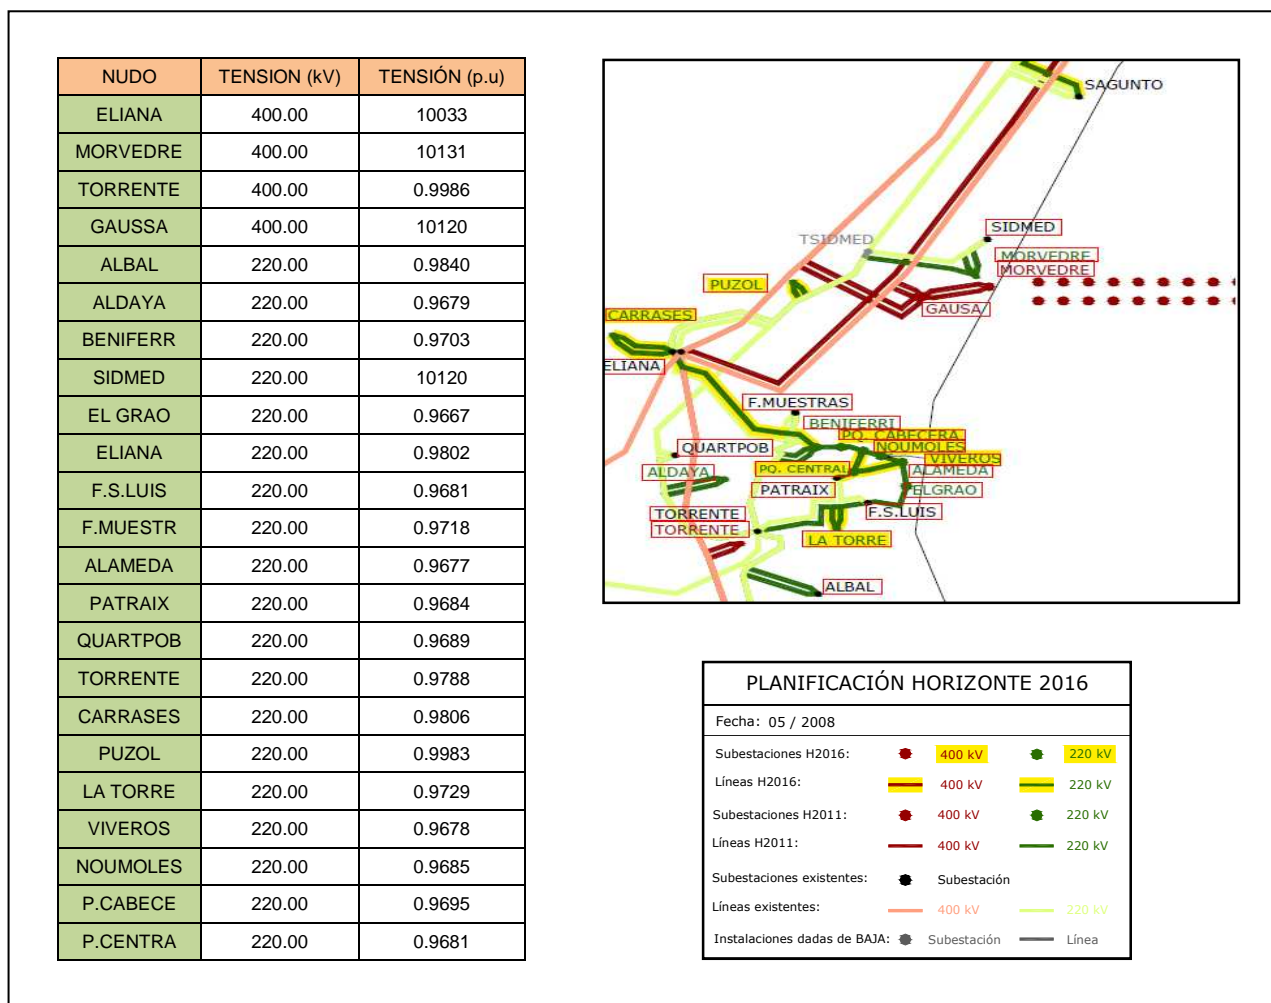 NUDO TENSION (kV) TENSIÓN (p.u)
ELIANA 400.00 10033
MORVEDRE 400.00 10131
TORRENTE 400.00 0.9986
GAUSSA 400.00 10120
ALBAL 220.00 0.9840
ALDAYA 220.00 0.9679
BENIFERR 220.00 0.9703
SIDMED 220.00 10120
EL GRAO 220.00 0.9667
ELIANA 220.00 0.9802
F.S.LUIS 220.00 0.9681
F.MUESTR 220.00 0.9718
ALAMEDA 220.00 0.9677
PATRAIX 220.00 0.9684
QUARTPOB 220.00 0.9689
TORRENTE 220.00 0.9788
CARRASES 220.00 0.9806
PUZOL 220.00 0.9983
LA TORRE 220.00 0.9729
VIVEROS 220.00 0.9678
NOUMOLES 220.00 0.9685
P.CABECE 220.00 0.9695
P.CENTRA 220.00 0.9681
SAGUNTO
SIDMED
TSIDMED
MORVEDRE
MORVEDRE
PUZOL
GAUSA
CARRASES
ELIANA
F.MUESTRAS
BENIFERRI
PQ. CABECERA
NOUMOLES
QUARTPOB
VIVEROS
PQ. CENTRAL
ALAMEDA
ALDAYA
PATRAIX
ELGRAO
TORRENTE
F.S.LUIS
TORRENTE
LA TORRE
ALBAL
PLANIFICACIÓN HORIZONTE 2016
Fecha: 05 / 2008
Subestaciones H2016: 400 kV 220 kV
Líneas H2016: 400 kV 220 kV
Subestaciones H2011: 400 kV 220 kV
Líneas H2011: 400 kV 220 kV
Subestaciones existentes: Subestación
Líneas existentes: 400 kV 220 kV
Instalaciones dadas de BAJA: Subestación Línea